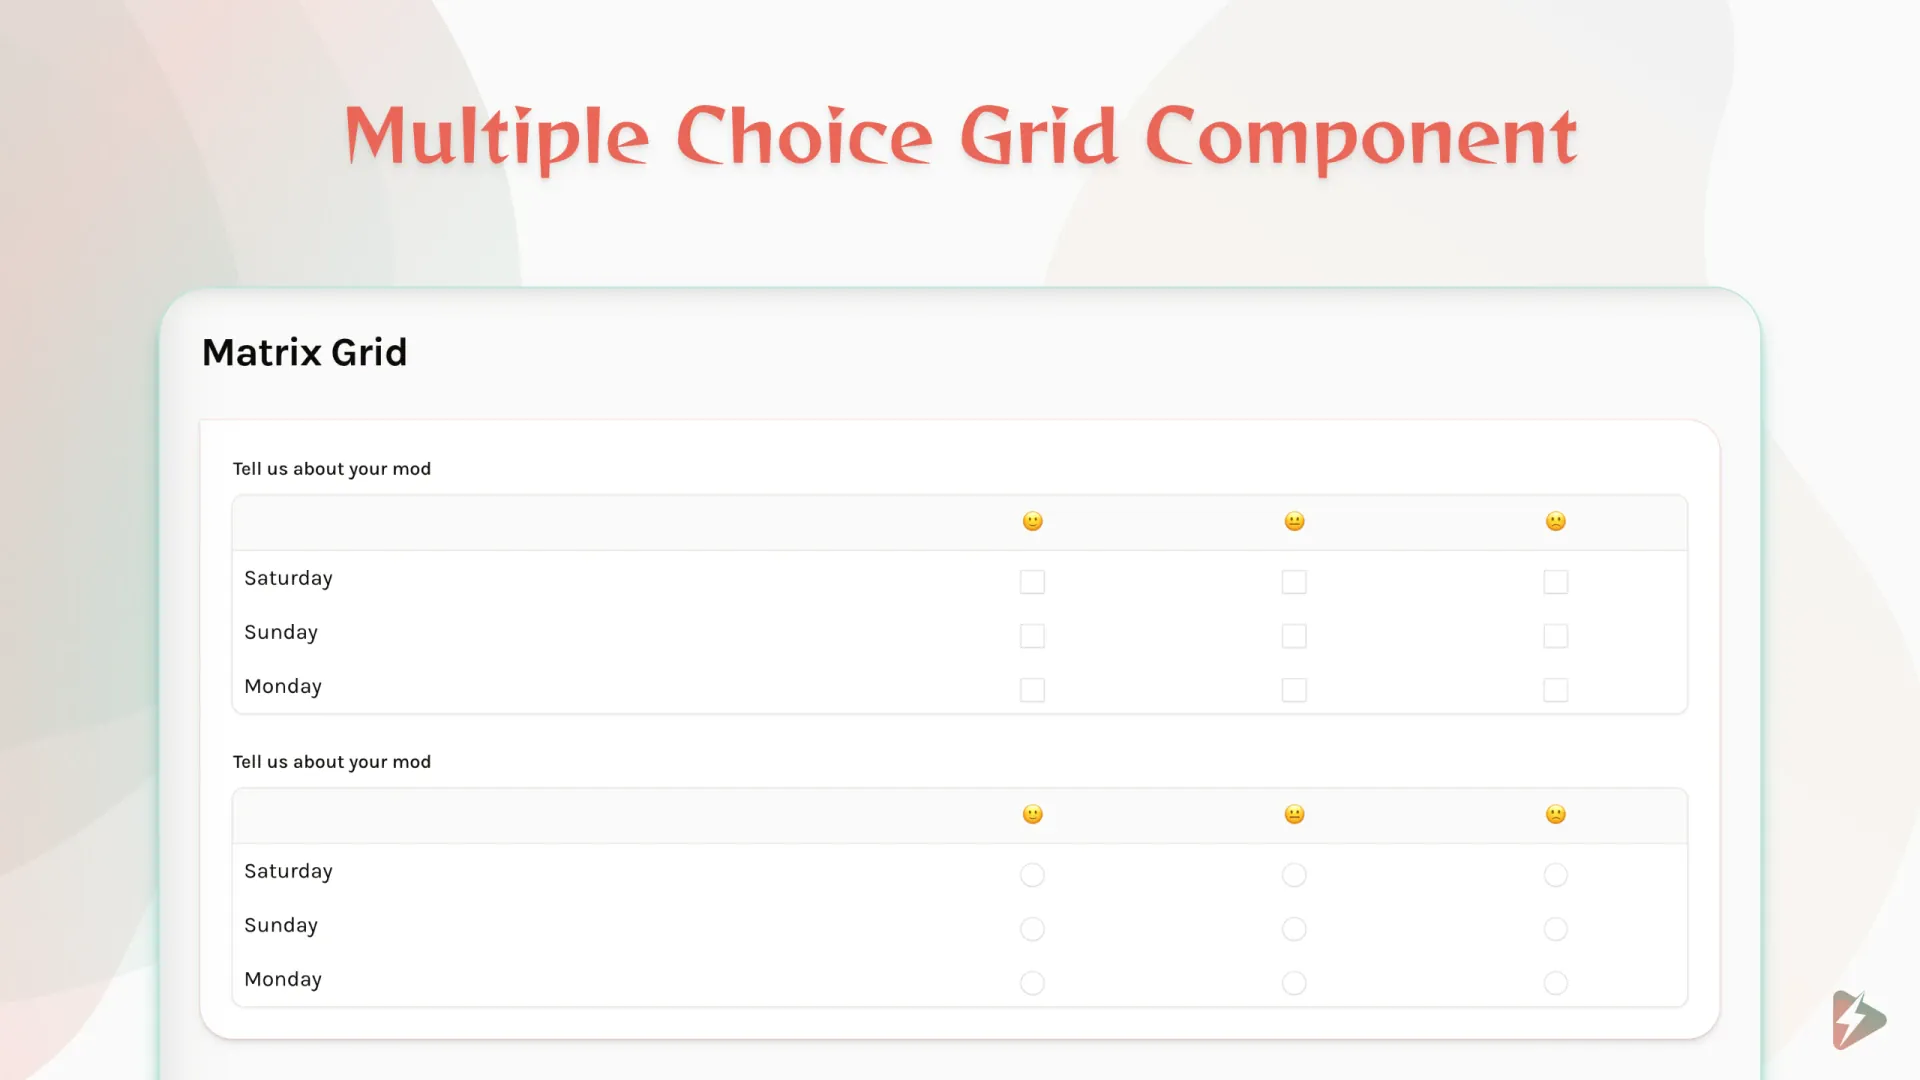 Multiple Choice Grid Component
Matrix Grid
Tell us about your mod
Saturday
Sunday
Monday
Tell us about your mod
Saturday
Sunday
Monday